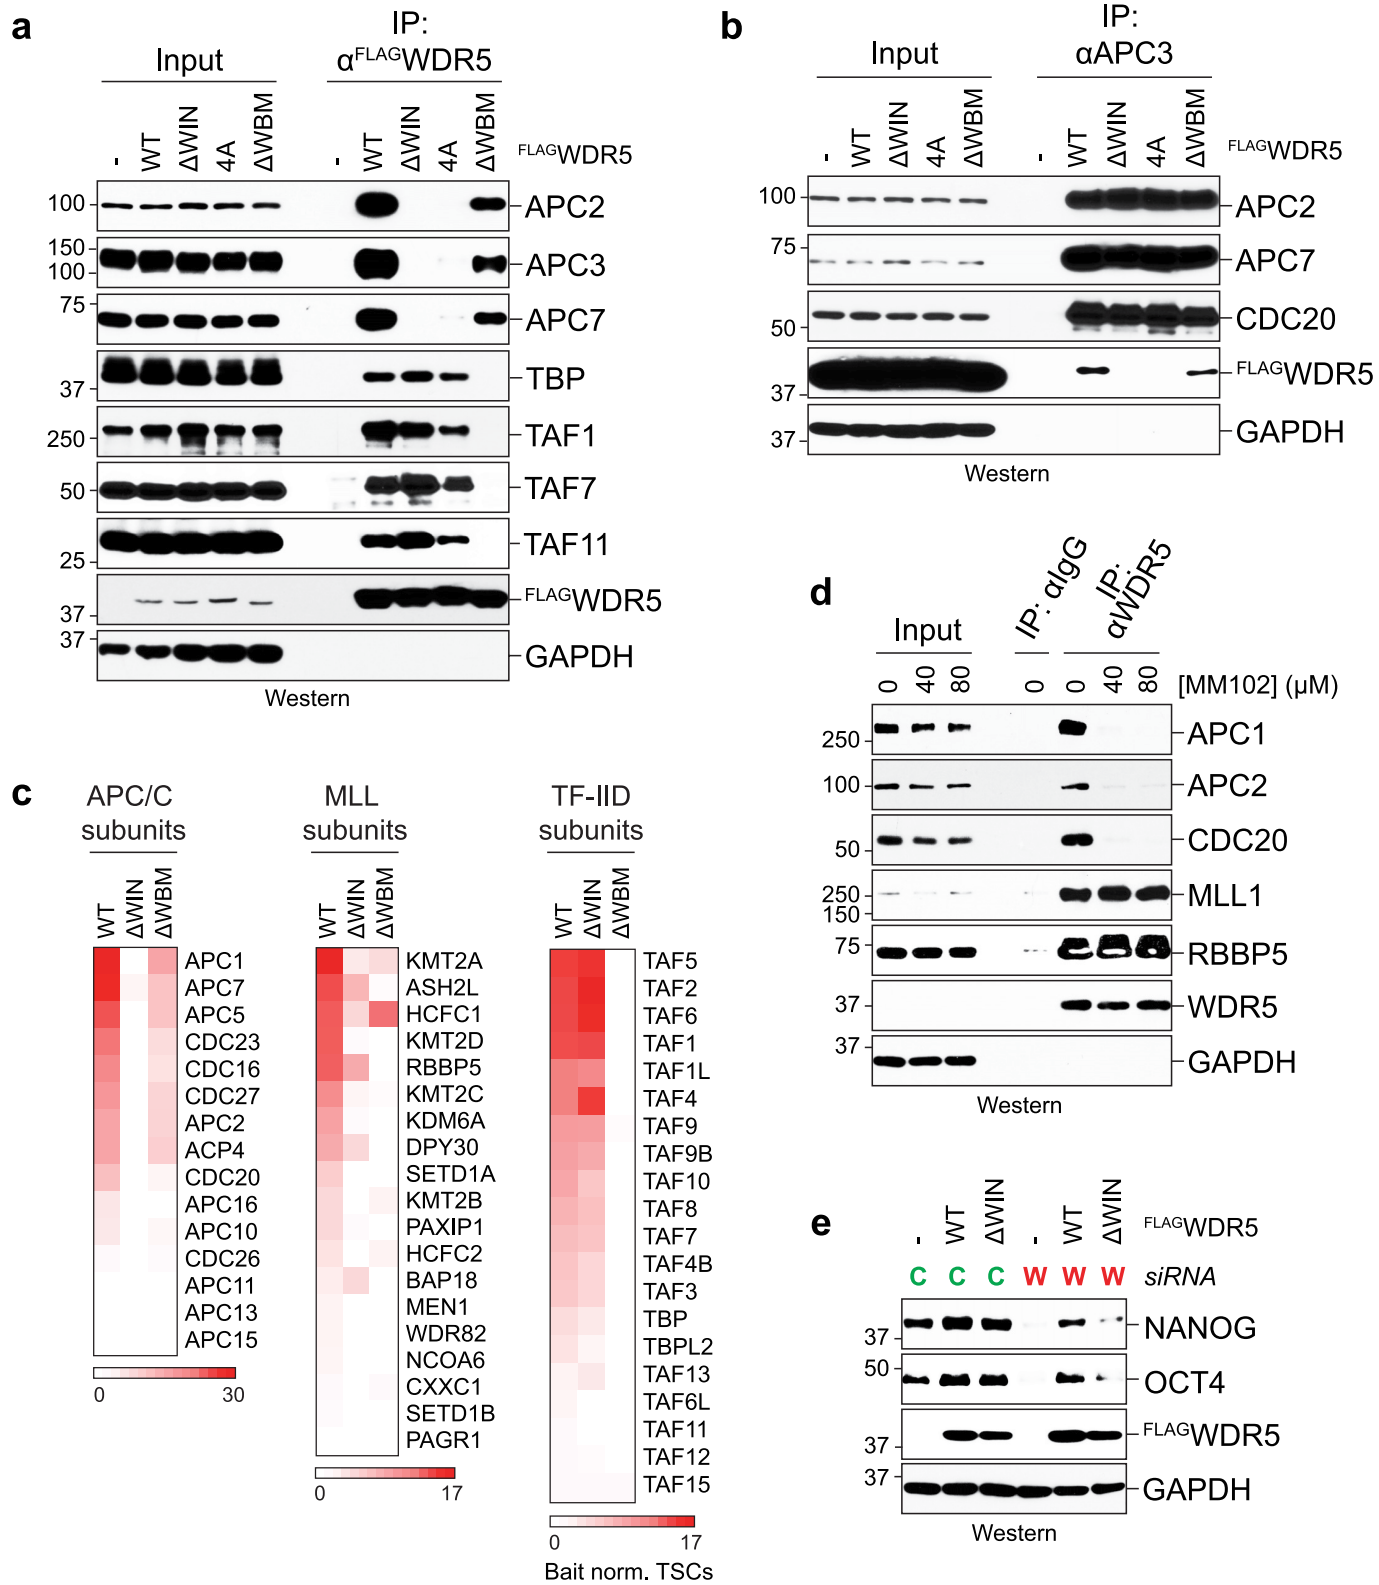 a
Input
IP:
αFLAGWDR5
-
WT
ΔWIN
4A
ΔWBM
-
WT
ΔWIN
4A
ΔWBM
FLAGWDR5
100
APC2
150
100
APC3
75
APC7
37
TBP
250
TAF1
50
TAF7
25
TAF11
37
FLAGWDR5
37
GAPDH
Western
b
Input
IP:
αAPC3
-
WT
ΔWIN
4A
ΔWBM
-
WT
ΔWIN
4A
ΔWBM
FLAGWDR5
100
APC2
75
APC7
50
CDC20
37
FLAGWDR5
37
GAPDH
Western
c
APC/C
subunits
WT
ΔWIN
ΔWBM
APC1
APC7
APC5
CDC23
CDC16
CDC27
APC2
ACP4
CDC20
APC16
APC10
CDC26
APC11
APC13
APC15
0
30
MLL
subunits
WT
ΔWIN
ΔWBM
KMT2A
ASH2L
HCFC1
KMT2D
RBBP5
KMT2C
KDM6A
DPY30
SETD1A
KMT2B
PAXIP1
HCFC2
BAP18
MEN1
WDR82
NCOA6
CXXC1
SETD1B
PAGR1
0
17
TF-IID
subunits
WT
ΔWIN
ΔWBM
TAF5
TAF2
TAF6
TAF1
TAF1L
TAF4
TAF9
TAF9B
TAF10
TAF8
TAF7
TAF4B
TAF3
TBP
TBPL2
TAF13
TAF6L
TAF11
TAF12
TAF15
0
17
Bait norm. TSCs
d
Input
IP: αIgG
IP:
αWDR5
0
40
80
0
0
40
80
[MM102] (µM)
250
APC1
100
APC2
50
CDC20
250
150
MLL1
75
RBBP5
37
WDR5
37
GAPDH
Western
e
-
WT
ΔWIN
-
WT
ΔWIN
FLAGWDR5
C C C W W W siRNA
37
NANOG
50
OCT4
37
FLAGWDR5
37
GAPDH
Western